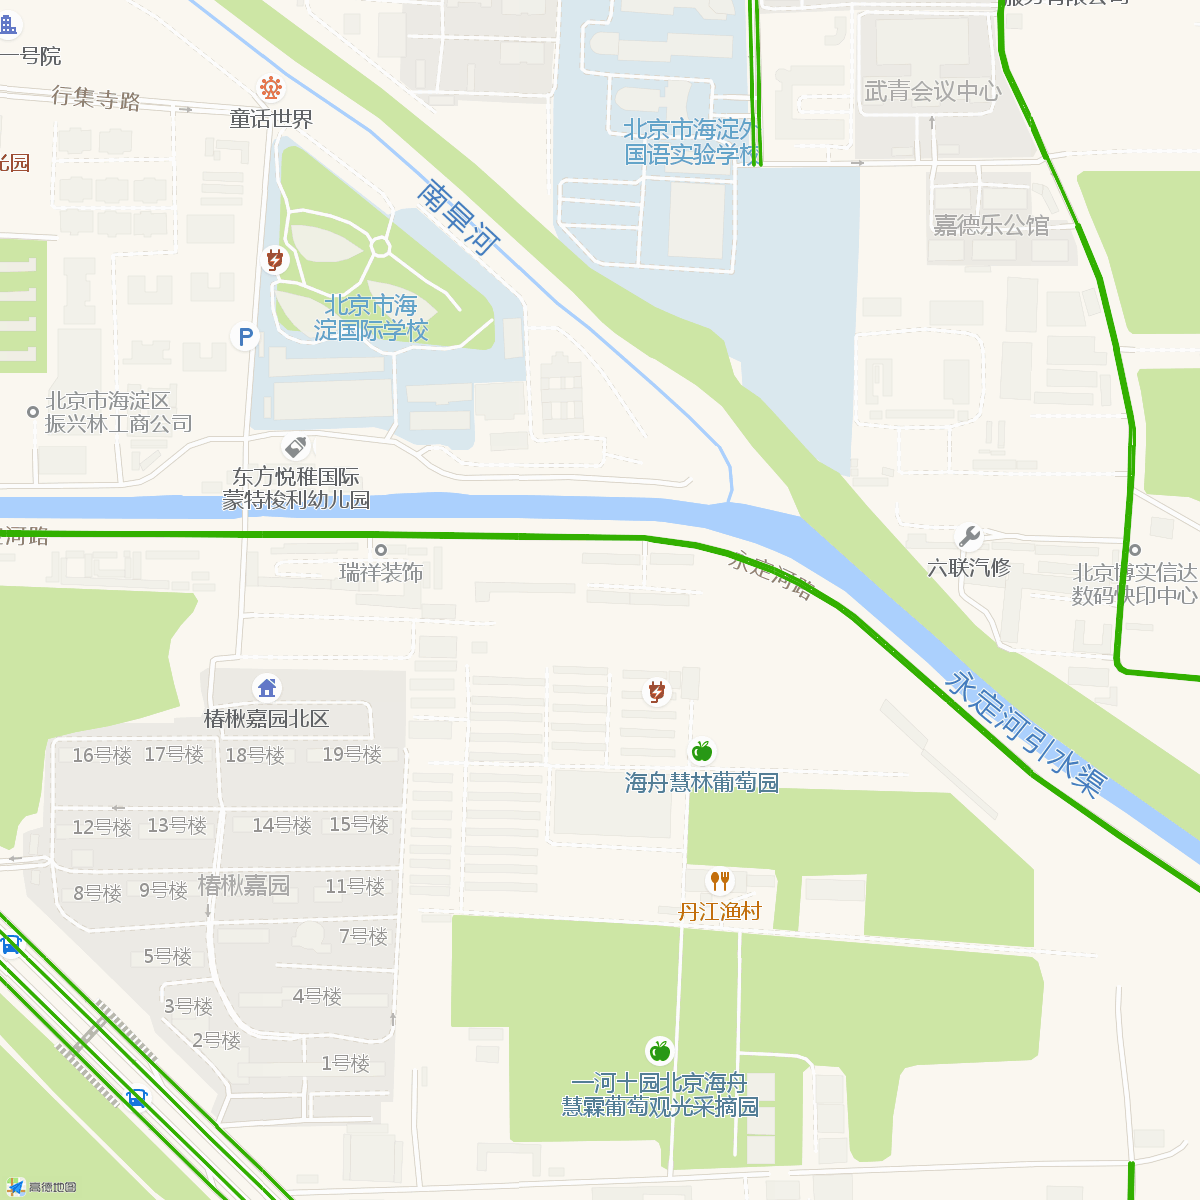 一号院
行集寺路
童话世界
光园
北京市海淀外
国语实验学校
武青会议中心
南旱河
嘉德乐公馆
北京市海
淀国际学校
P
北京市海淀区
振兴林工商公司
东方悦稚国际
蒙特梭利幼儿园
河路
瑞祥装饰
永定河路
六联汽修
北京博实信达
数码快印中心
永定河引水渠
椿楸嘉园北区
16号楼
17号楼
18号楼
19号楼
海舟慧林葡萄园
12号楼
13号楼
14号楼
15号楼
8号楼
9号楼
椿楸嘉园
11号楼
丹江渔村
7号楼
5号楼
3号楼
4号楼
2号楼
1号楼
一河十园北京海舟
慧霖葡萄观光采摘园
高德地图